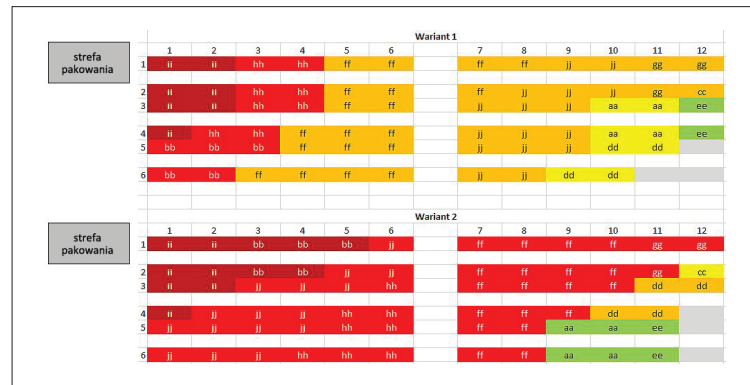 Wariant 1
strefa pakowania
1 2 3 4 5 6 7 8 9 10 11 12
1 ii ii hh hh ff ff ff ff jj jj gg gg
2 ii ii hh hh ff ff ff jj jj jj gg cc
3 ii ii hh hh ff ff jj jj jj aa aa ee
4 ii hh hh ff ff ff jj jj jj aa aa ee
5 bb bb bb ff ff ff jj jj jj dd dd
6 bb bb ff ff ff ff jj jj dd dd
Wariant 2
strefa pakowania
1 2 3 4 5 6 7 8 9 10 11 12
1 ii ii bb bb bb jj ff ff ff ff gg gg
2 ii ii bb bb jj jj ff ff ff ff gg cc
3 ii ii jj jj jj hh ff ff ff ff dd dd
4 ii jj jj jj hh hh ff ff ff dd dd
5 jj jj jj jj hh hh ff ff aa aa ee
6 jj jj jj hh hh hh ff ff aa aa ee